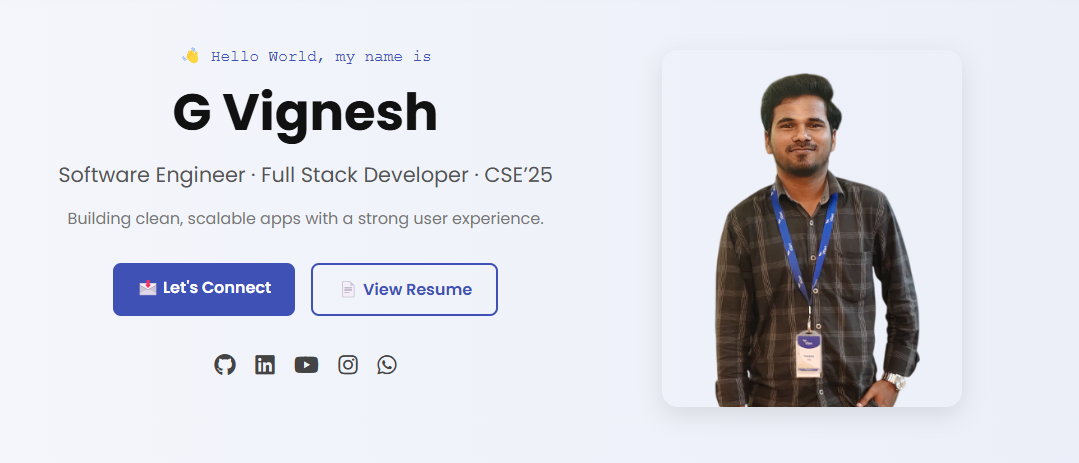 👋 Hello World, my name is
G Vignesh
Software Engineer · Full Stack Developer · CSE’25
Building clean, scalable apps with a strong user experience.
📩 Let's Connect
📄 View Resume